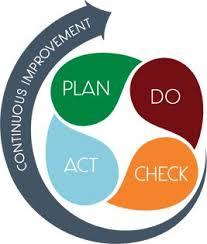 CONTINUOUS IMPROVEMENT
PLAN
DO
ACT
CHECK